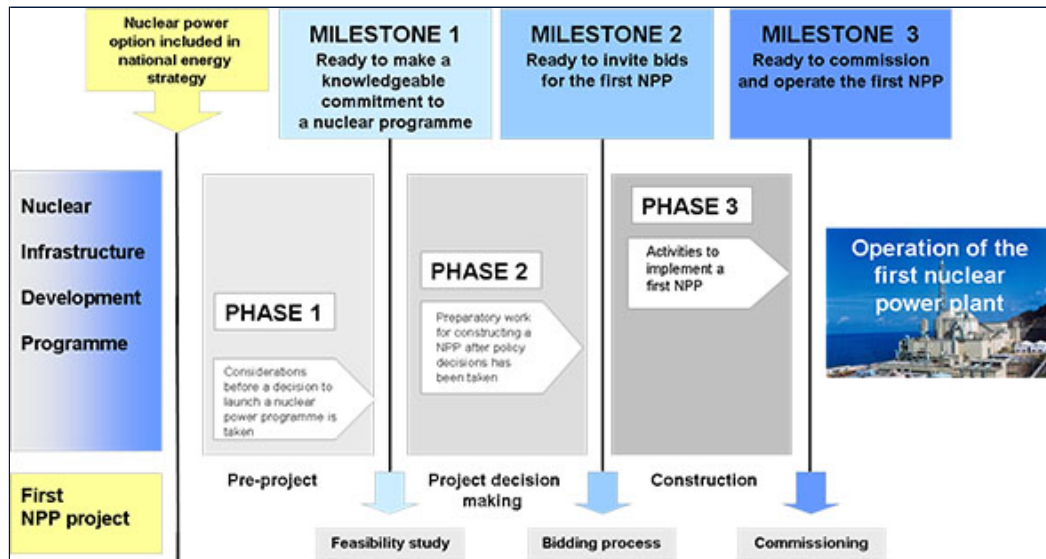 Nuclear power
option included in
national energy
strategy
MILESTONE 1
Ready to make a
knowledgeable
commitment to
a nuclear programme
MILESTONE 2
Ready to invite bids
for the first NPP
MILESTONE 3
Ready to commission
and operate the first NPP
Nuclear
Infrastructure
Development
Programme
PHASE 1
Considerations
before a decision to
launch a nuclear
power programme is
taken
PHASE 2
Preparatory work
for constructing a
NPP after policy
decisions has
been taken
PHASE 3
Activities to
implement a
first NPP
Operation of the
first nuclear
power plant
First
NPP project
Pre-project
Project decision
making
Construction
Feasibility study
Bidding process
Commissioning